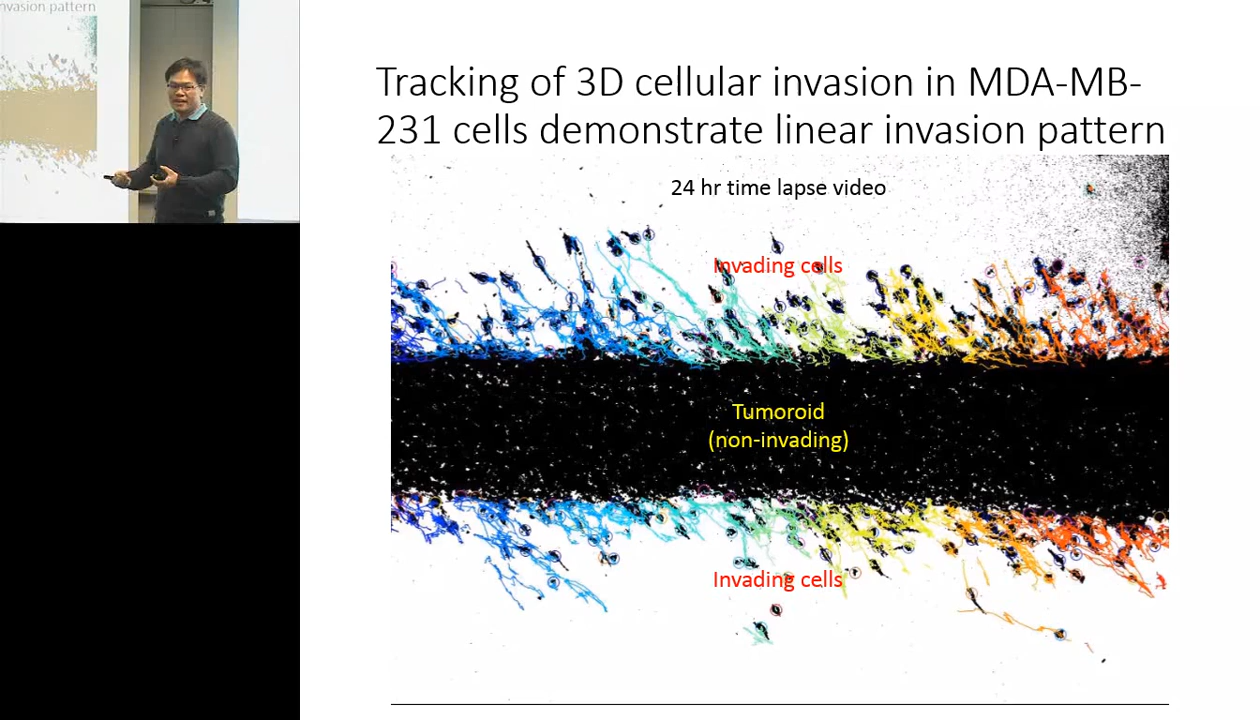 nvasion pattern
Tracking of 3D cellular invasion in MDA-MB-
231 cells demonstrate linear invasion pattern
24 hr time lapse video
Invading cells
Tumoroid
(non-invading)
Invading cells